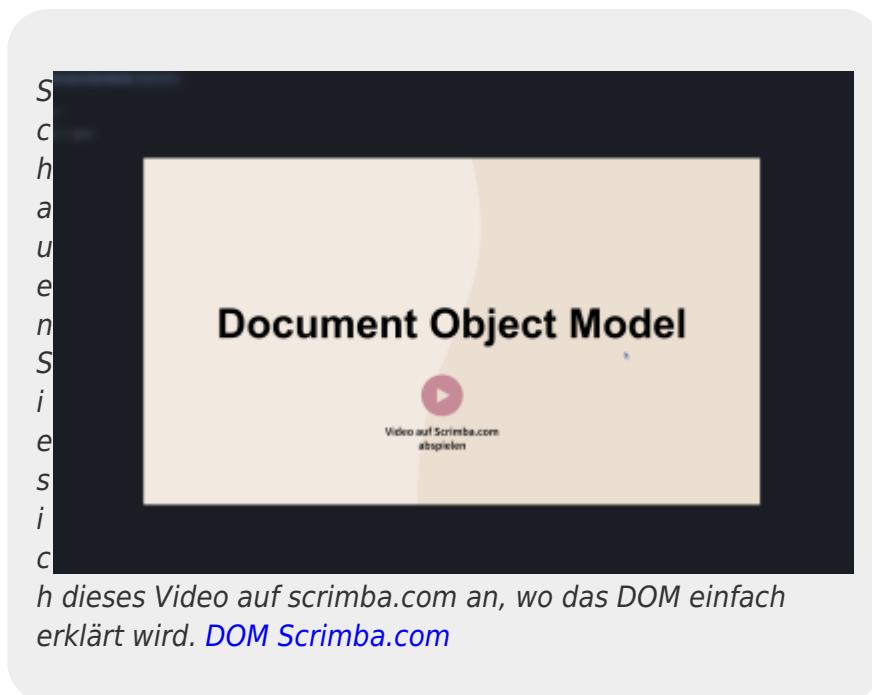 S
c
h
a
u
e
n
S
i
e
s
i
c
Document Object Model
Video auf Scrimba.com
abspielen
h dieses Video auf scrimba.com an, wo das DOM einfach
erklärt wird. DOM Scrimba.com